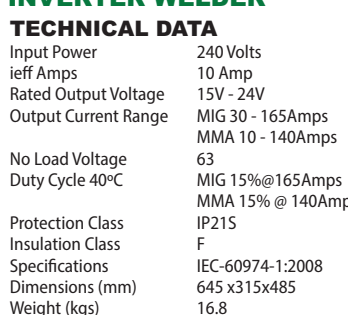 INVERTER WELDER
TECHNICAL DATA
Input Power 240 Volts
ieff Amps 10 Amp
Rated Output Voltage 15V - 24V
Output Current Range MIG 30 - 165Amps
MMA 10 - 140Amps
No Load Voltage 63
Duty Cycle 40ºC MIG 15%@165Amps
MMA 15% @ 140Amp
Protection Class IP21S
Insulation Class F
Specifications IEC-60974-1:2008
Dimensions (mm) 645 x315x485
Weight (kgs) 16.8